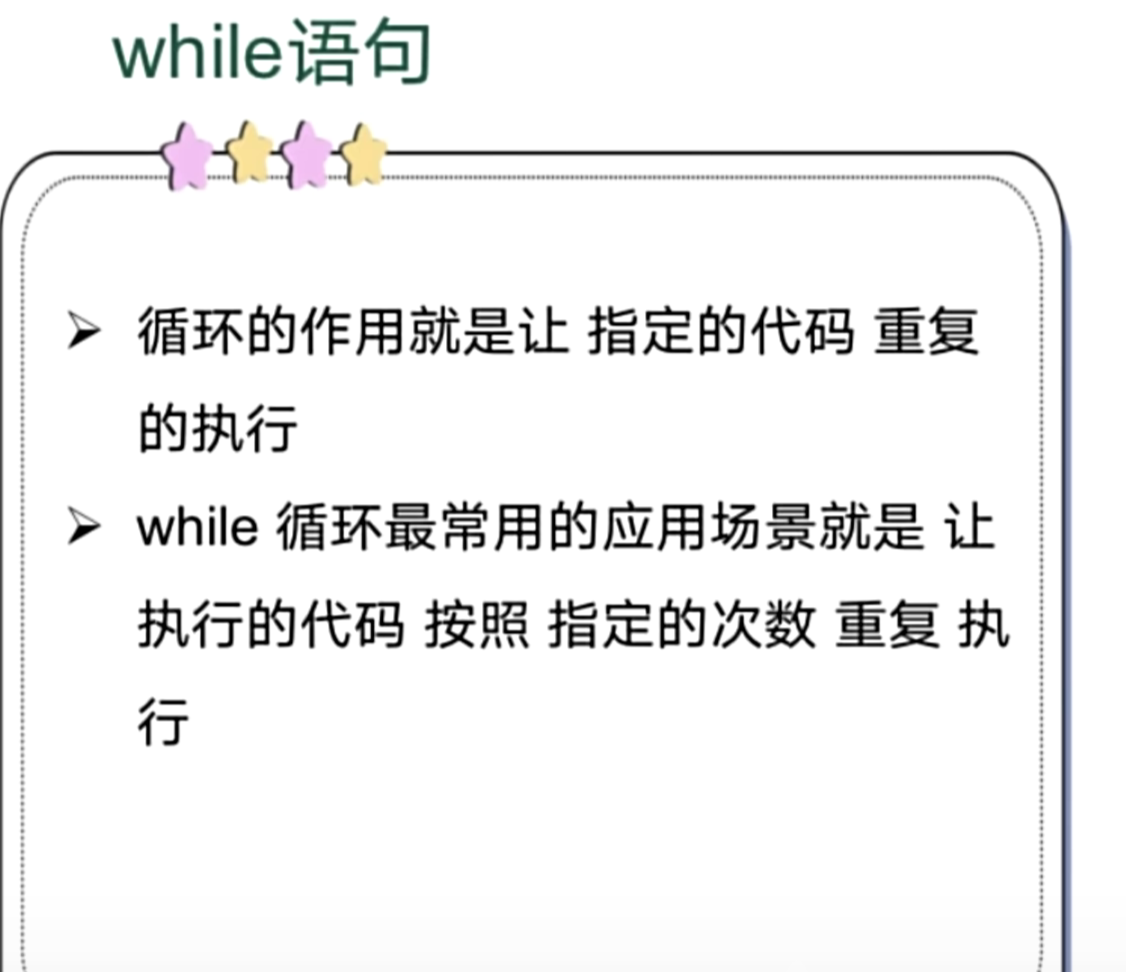 while语句
循环的作用就是让 指定的代码 重复
的执行
while 循环最常用的应用场景就是 让
执行的代码 按照 指定的次数 重复 执
行